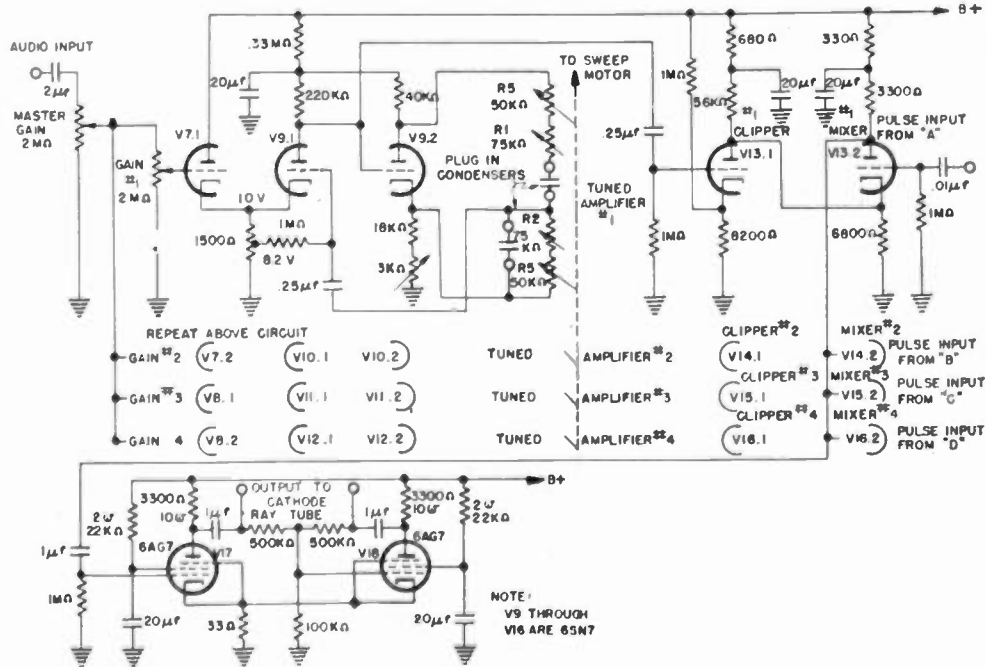 B+
AUDIO INPUT
2μf
MASTER
GAIN
2MΩ
GAIN
#1
2MΩ
V7.1
.33MΩ
20μf
220KΩ
V9.1
40KΩ
V9.2
10V
1500Ω
1MΩ
8.2V
.25μf
18KΩ
3KΩ
PLUG IN
CONDENSERS
R5
50KΩ
R1
75KΩ
R2
75
KΩ
R5
50KΩ
TO SWEEP
MOTOR
TUNED
AMPLIFIER
#1
.25μf
1MΩ
1MΩ
680Ω
56KΩ
20μf
#1
CLIPPER
V13.1
8200Ω
330Ω
20μf
3300Ω
#1
MIXER
V13.2
PULSE INPUT
FROM "A"
.01μf
1MΩ
6800Ω
REPEAT ABOVE CIRCUIT
GAIN #2
V7.2
V10.1
V10.2
TUNED
AMPLIFIER #2
CLIPPER #2
V14.1
MIXER #2
V14.2
PULSE INPUT
FROM "B"
GAIN #3
V8.1
V11.1
V11.2
TUNED
AMPLIFIER #3
CLIPPER #3
V15.1
MIXER #3
V15.2
PULSE INPUT
FROM "C"
GAIN 4
V8.2
V12.1
V12.2
TUNED
AMPLIFIER #4
CLIPPER #4
V16.1
MIXER #4
V16.2
PULSE INPUT
FROM "D"
B+
1μf
1MΩ
2W
22KΩ
6AG7
20μf
3300Ω
10W
V17
1μf
OUTPUT TO
CATHODE
RAY TUBE
500KΩ
500KΩ
1μf
33Ω
100KΩ
3300Ω
10W
6AG7
V18
2W
22KΩ
20μf
NOTE:
V9 THROUGH
V16 ARE 6SN7